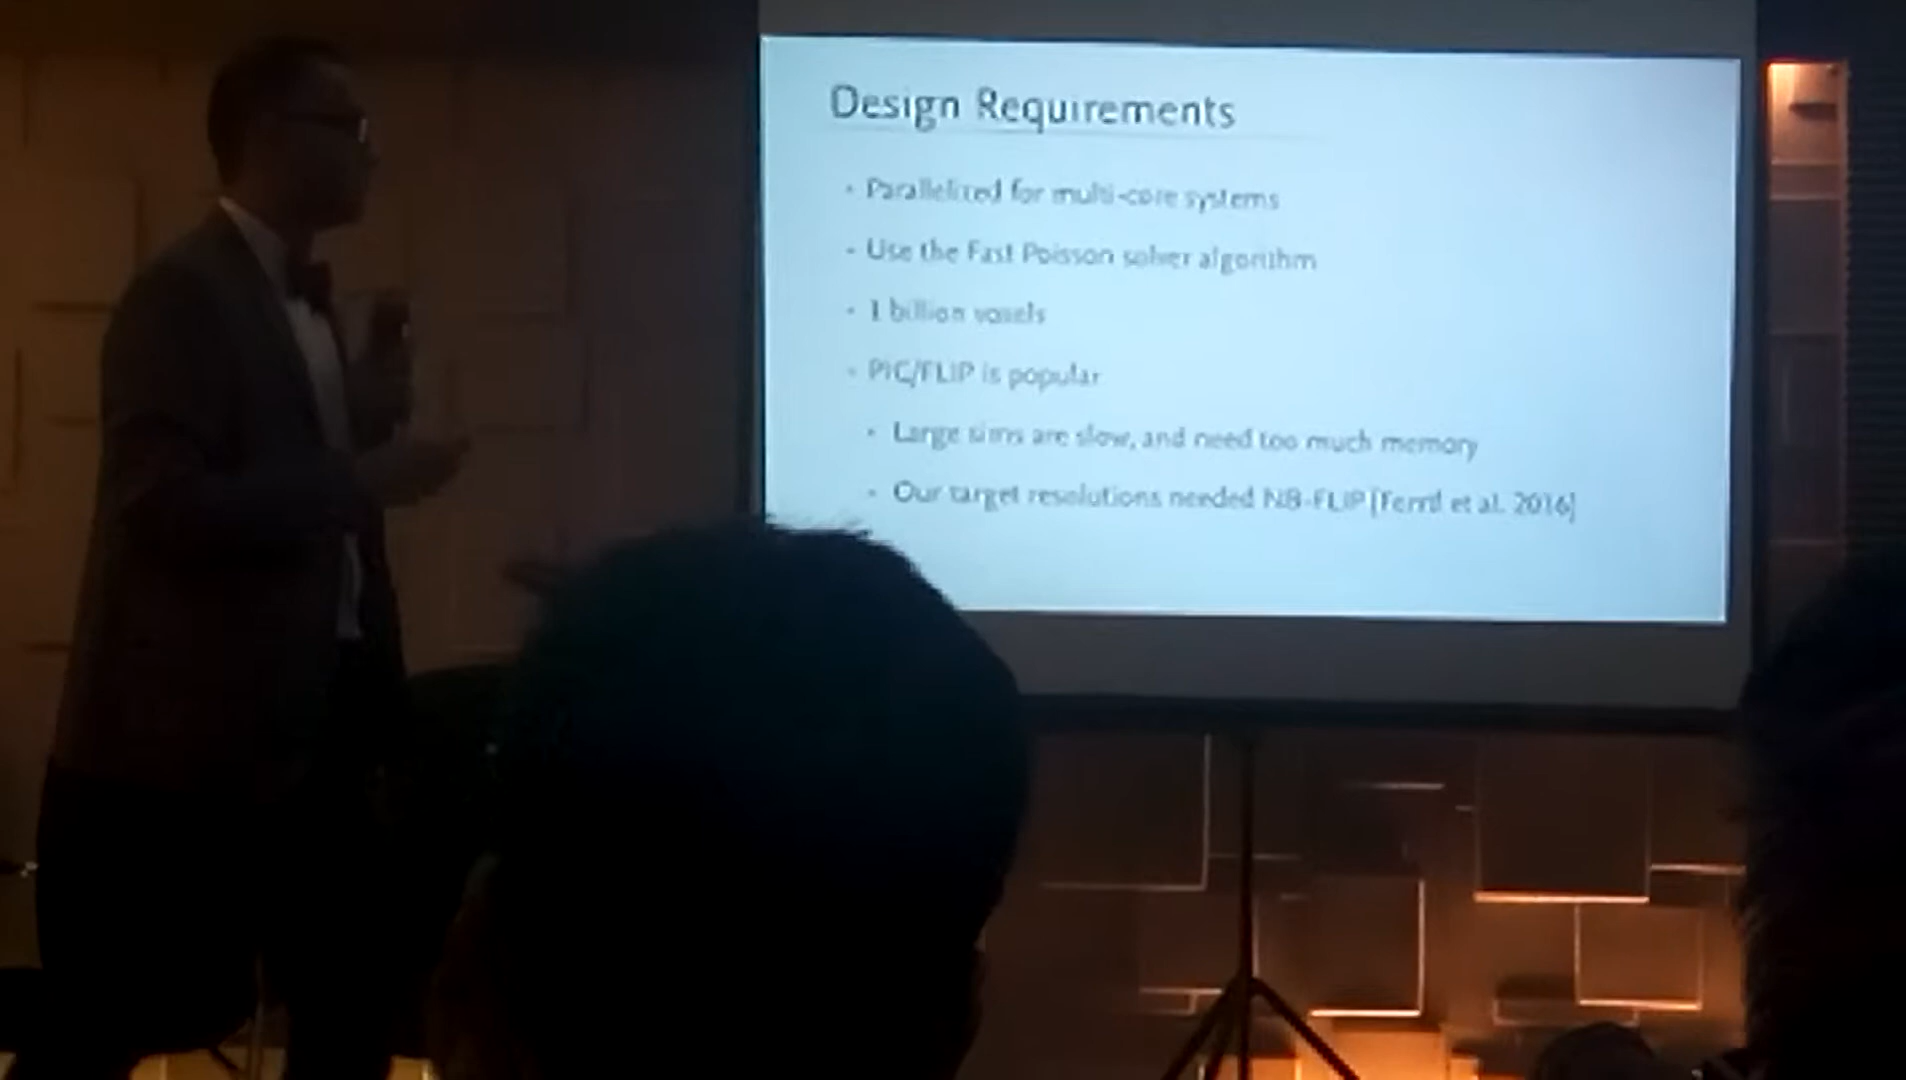 Design Requirements
• Parallelized for multi-core systems
• Use the Fast Poisson solver algorithm
• 1 billion voxels
• PIC/FLIP is popular
• Large sims are slow, and need too much memory
• Our target resolutions needed NB-FLIP [Ferstl et al. 2016]